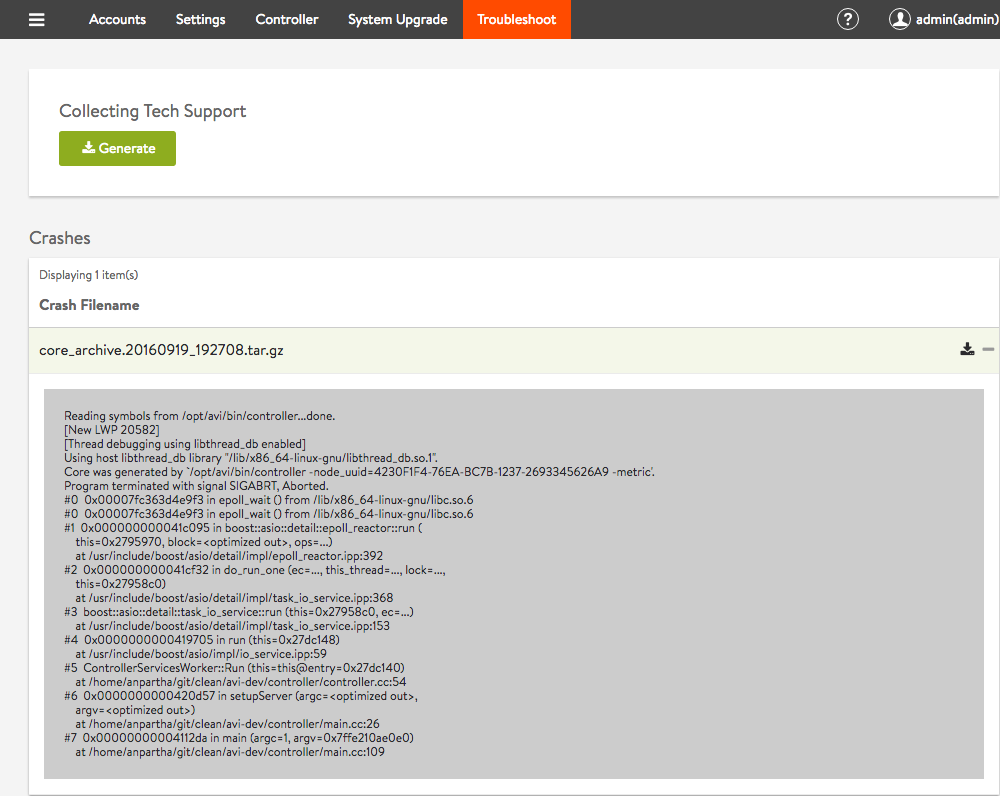 Accounts Settings Controller System Upgrade Troubleshoot ? admin(admin)
Collecting Tech Support
Generate
Crashes
Displaying 1 item(s)
Crash Filename
core_archive.20160919_192708.tar.gz
Reading symbols from /opt/avi/bin/controller...done.
[New LWP 20582]
[Thread debugging using libthread_db enabled]
Using host libthread_db library "/lib/x86_64-linux-gnu/libthread_db.so.1".
Core was generated by `/opt/avi/bin/controller -node_uuid=4230F1F4-76EA-BC7B-1237-2693345626A9 -metric'.
Program terminated with signal SIGABRT, Aborted.
#0 0x00007fc363d4e9f3 in epoll_wait () from /lib/x86_64-linux-gnu/libc.so.6
#0 0x00007fc363d4e9f3 in epoll_wait () from /lib/x86_64-linux-gnu/libc.so.6
#1 0x000000000041c095 in boost::asio::detail::epoll_reactor::run (
this=0x2795970, block=<optimized out>, ops=...)
at /usr/include/boost/asio/detail/impl/epoll_reactor.ipp:392
#2 0x000000000041cf32 in do_run_one (ec=..., this_thread=..., lock=...,
this=0x27958c0)
at /usr/include/boost/asio/detail/impl/task_io_service.ipp:368
#3 boost::asio::detail::task_io_service::run (this=0x27958c0, ec=...)
at /usr/include/boost/asio/detail/impl/task_io_service.ipp:153
#4 0x0000000000419705 in run (this=0x27dc148)
at /usr/include/boost/asio/impl/io_service.ipp:59
#5 ControllerServicesWorker::Run (this=this@entry=0x27dc140)
at /home/anpartha/git/clean/avi-dev/controller/controller.cc:54
#6 0x0000000000420d57 in setupServer (argc=<optimized out>,
argv=<optimized out>)
at /home/anpartha/git/clean/avi-dev/controller/main.cc:26
#7 0x00000000004112da in main (argc=1, argv=0x7ffe210ae0e0)
at /home/anpartha/git/clean/avi-dev/controller/main.cc:109